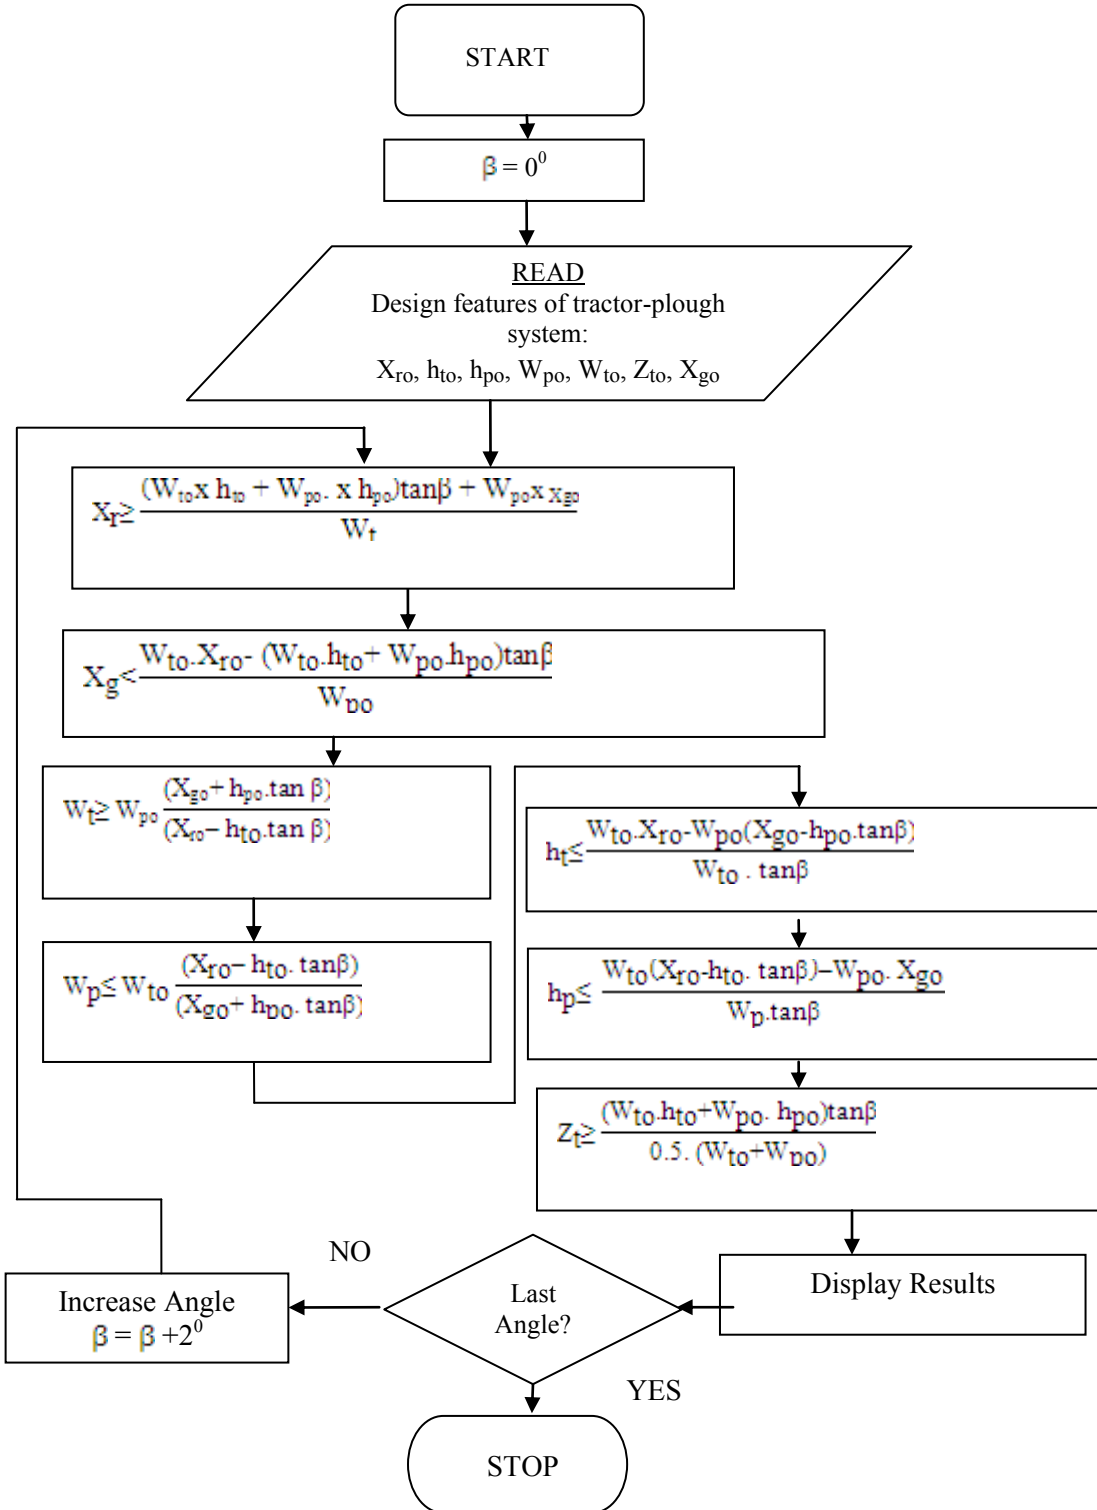 START
β = 0⁰
READ
Design features of tractor-plough
system:
Xro, hto, hpo, Wpo, Wto, Zto, Xgo
Xr≥ (Wto x hto + Wpo. x hpo)tanβ + Wpo x xgo
Wt
Xg< Wto.Xro- (Wto.hto+ Wpo.hpo)tanβ
Wpo
Wt≥ Wpo (Xgo+ hpo.tan β)
(Xro– hto.tan β)
Wp≤ Wto (Xro– hto. tanβ)
(Xgo+ hpo. tanβ)
ht≤ Wto.Xro-Wpo(Xgo-hpo.tanβ)
Wto . tanβ
hp≤ Wto(Xro-hto. tanβ)–Wpo. Xgo
Wp.tanβ
Zt≥ (Wto.hto+Wpo. hpo)tanβ
0.5. (Wto+Wpo)
Display Results
Last
Angle?
NO
Increase Angle
β = β +2⁰
YES
STOP